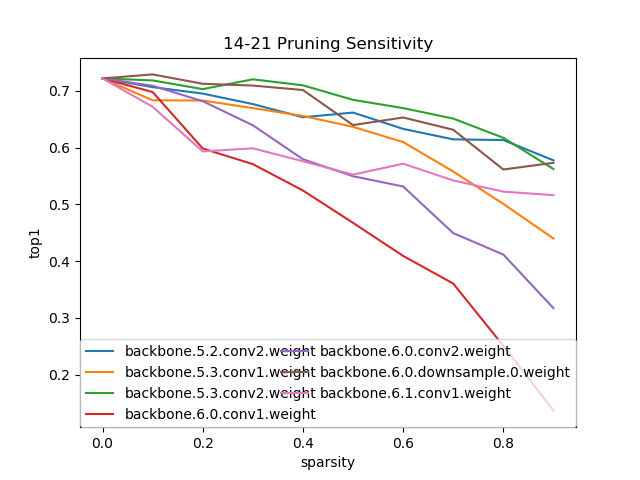 14-21 Pruning Sensitivity
top1
0.7
0.6
0.5
0.4
0.3
0.2
backbone.5.2.conv2.weight
backbone.5.3.conv1.weight
backbone.5.3.conv2.weight
backbone.6.0.conv1.weight
backbone.6.0.conv2.weight
backbone.6.0.downsample.0.weight
backbone.6.1.conv1.weight
0.0 0.2 0.4 0.6 0.8
sparsity